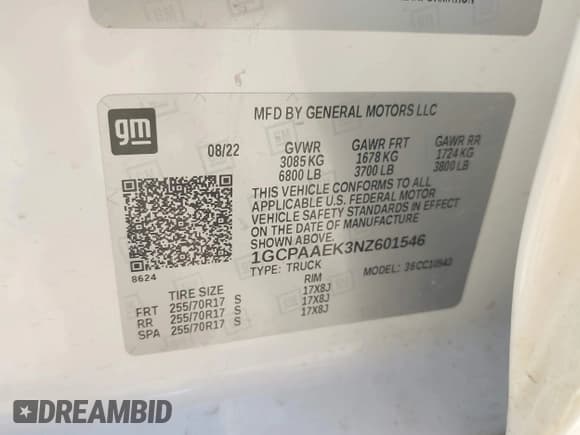 gm
MFD BY GENERAL MOTORS LLC
08/22 GVWR GAWR FRT GAWR RR
3085 KG 1678 KG 1724 KG
6800 LB 3700 LB 3800 LB
THIS VEHICLE CONFORMS TO ALL
APPLICABLE U.S. FEDERAL MOTOR
VEHICLE SAFETY STANDARDS IN EFFECT
ON THE DATE OF MANUFACTURE
SHOWN ABOVE.
1GCPAAEK3NZ601546
TYPE: TRUCK MODEL:
8624
TIRE SIZE RIM
FRT 255/70R17 S 17X8J
RR 255/70R17 S 17X8J
SPA 255/70R17 S 17X8J
DREAMBID